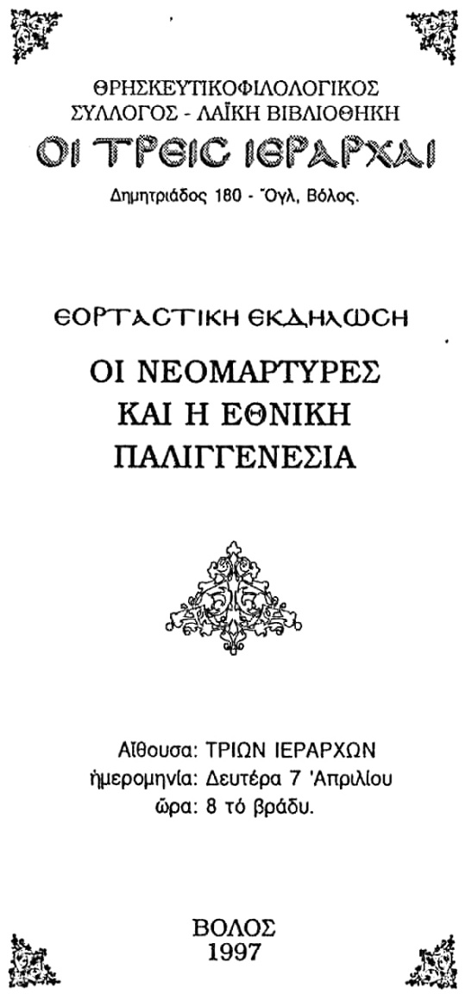 ΘΡΗΣΚΕΥΤΙΚΟΦΙΛΟΛΟΓΙΚΟΣ
ΣΥΛΛΟΓΟΣ - ΛΑΪΚΗ ΒΙΒΛΙΟΘΗΚΗ
ΟΙ ΤΡΕΙΣ ΙΕΡΑΡΧΑΙ
Δημητριάδος 180 - Ὄγλ, Βόλος.
ΕΟΡΤΑΣΤΙΚΗ ΕΚΔΗΛΩΣΗ
ΟΙ ΝΕΟΜΑΡΤΥΡΕΣ
ΚΑΙ Η ΕΘΝΙΚΗ
ΠΑΛΙΓΓΕΝΕΣΙΑ
Αἴθουσα: ΤΡΙΩΝ ΙΕΡΑΡΧΩΝ
ἡμερομηνία: Δευτέρα 7 Ἀπριλίου
ὥρα: 8 τό βράδυ.
ΒΟΛΟΣ
1997